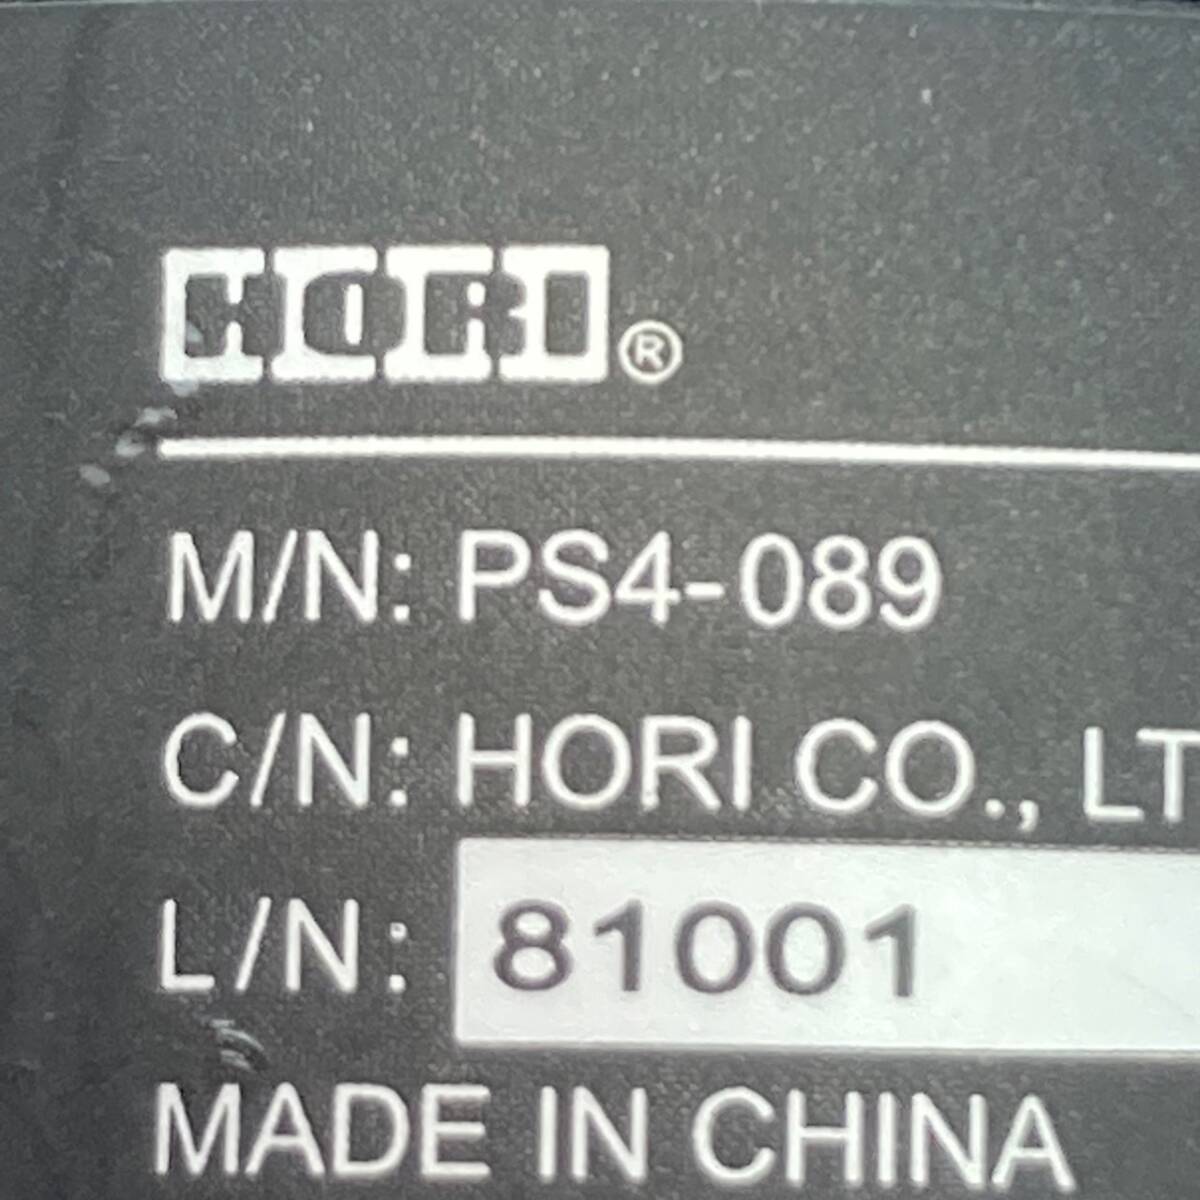 HORI®
M/N: PS4-089
C/N: HORI CO., LT
L/N: 81001
MADE IN CHINA